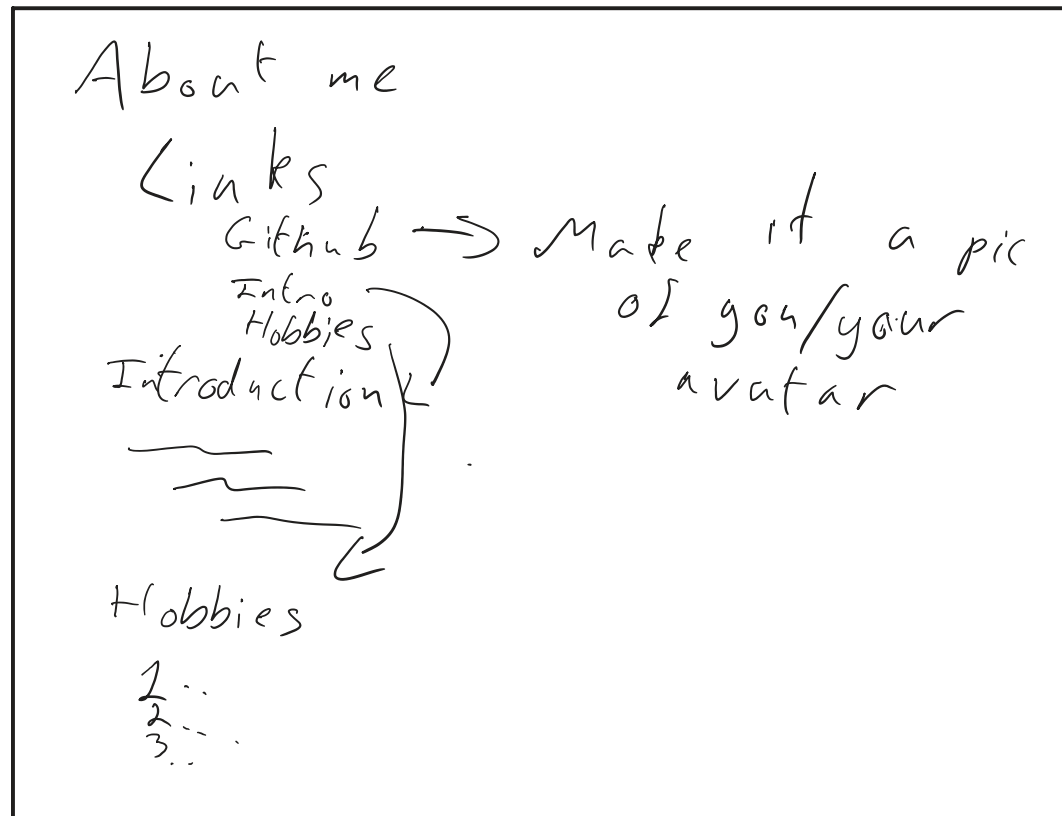 About me
Links
Github → Make it a pic
of you/your
avatar
Intro
Hobbies
Introduction
Hobbies
1..
2....
3..